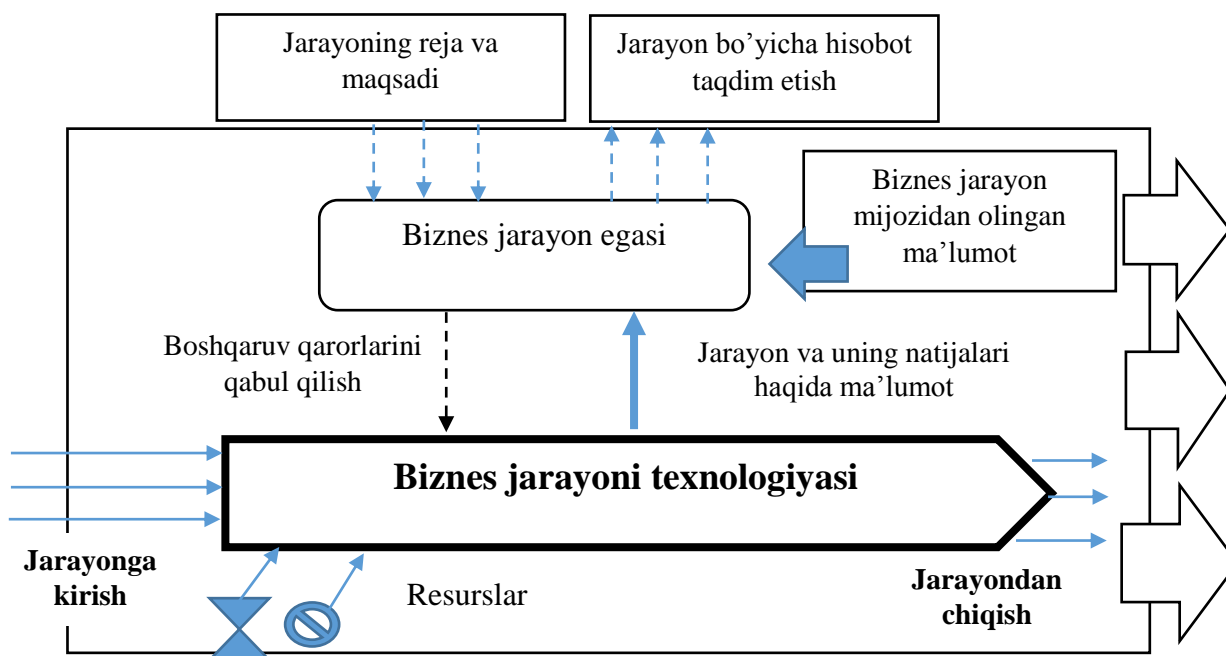 Jarayoning reja va
maqsadi
Jarayon bo’yicha hisobot
taqdim etish
Biznes jarayon egasi
Biznes jarayon
mijozidan olingan
ma’lumot
Boshqaruv qarorlarini
qabul qilish
Jarayon va uning natijalari
haqida ma’lumot
Biznes jarayoni texnologiyasi
Jarayonga
kirish
Resurslar
Jarayondan
chiqish